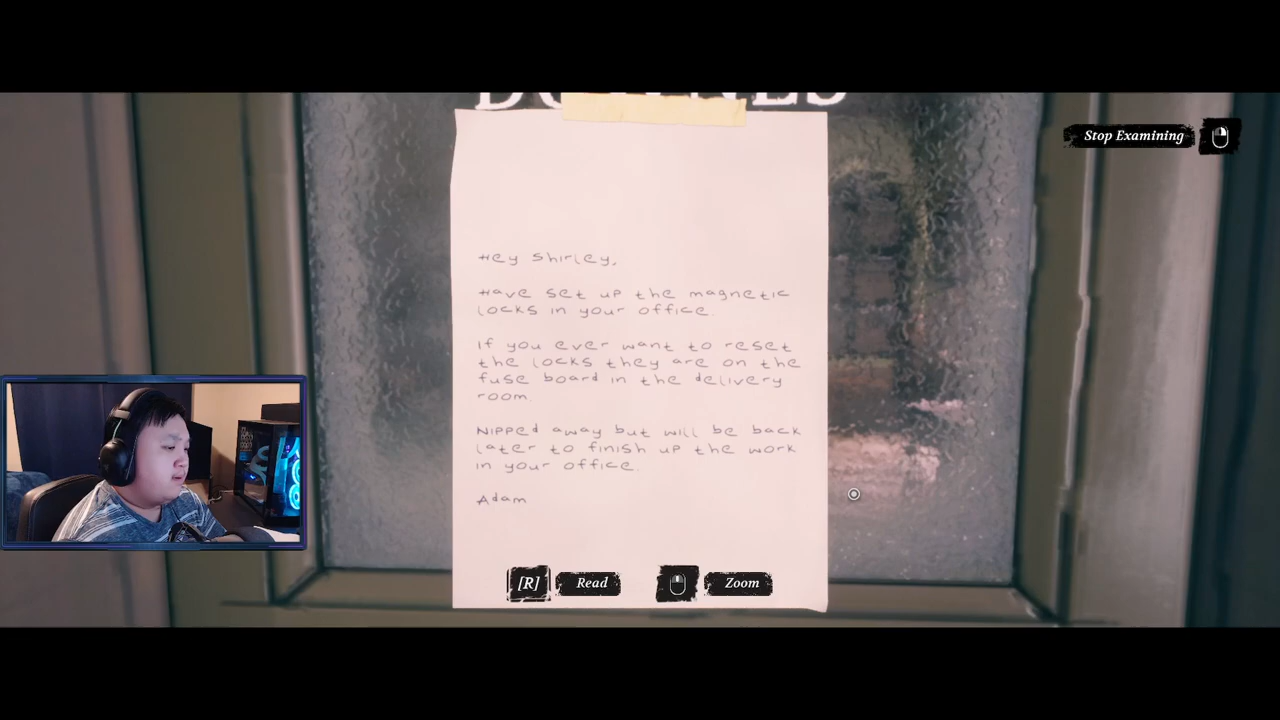 Stop Examining
Hey Shirley,
Have set up the magnetic
locks in your office.
If you ever want to reset
the locks they are on the
fuse board in the delivery
room.
Nipped away but will be back
later to finish up the work
in your office.
Adam
[R] Read Zoom